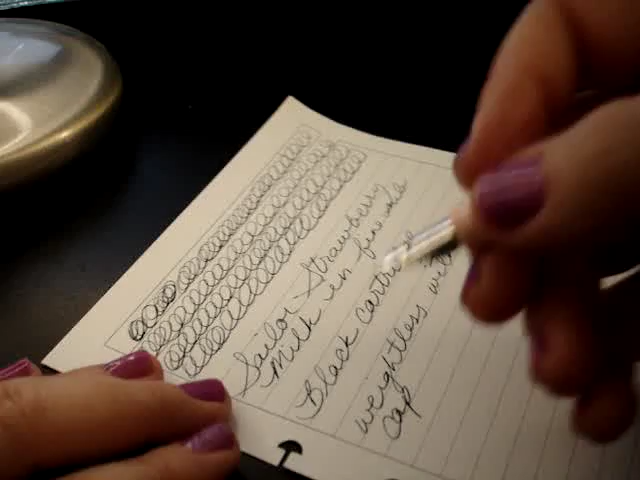 Sailor Strawberry
Milk in fine nib
Black cartridge
weightless with
cap